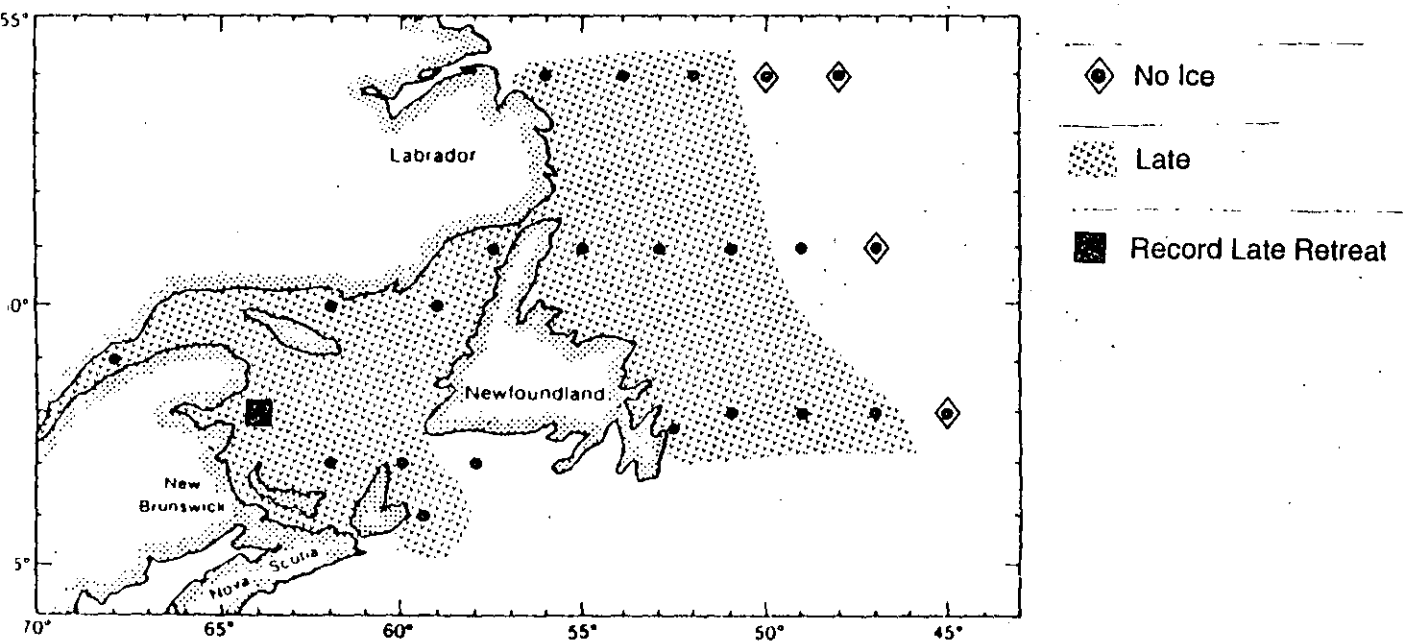 55°
No Ice
Labrador
Late
Record Late Retreat
0°
Newfoundland
New
Brunswick
Nova Scotia
5°
70° 65° 60° 55° 50° 45°